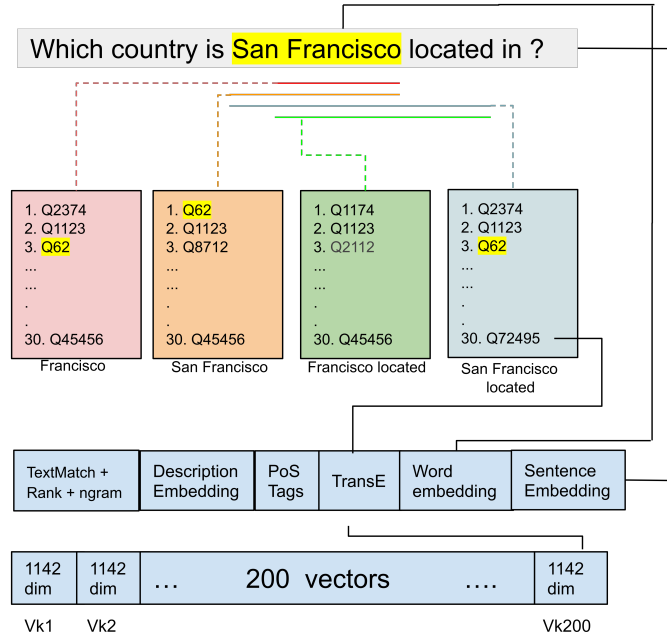 Which country is San Francisco located in ?
1. Q2374
2. Q1123
3. Q62
...
...
.
.
30. Q45456
Francisco
1. Q62
2. Q1123
3. Q8712
...
...
.
.
30. Q45456
San Francisco
1. Q1174
2. Q1123
3. Q2112
...
...
.
.
30. Q45456
Francisco located
1. Q2374
2. Q1123
3. Q62
...
...
.
.
30. Q72495
San Francisco
located
TextMatch +
Rank + ngram
Description
Embedding
PoS
Tags
TransE
Word
embedding
Sentence
Embedding
1142
dim
1142
dim
...
200 vectors
....
1142
dim
Vk1
Vk2
Vk200